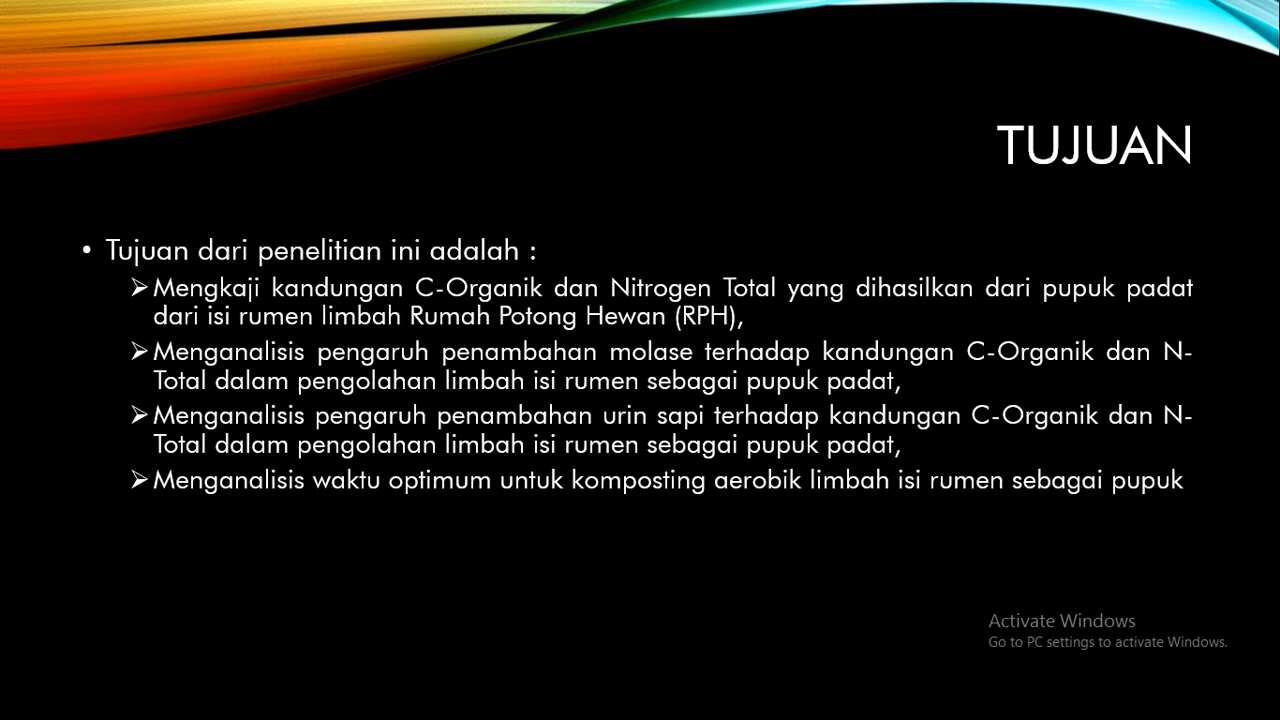 TUJUAN
• Tujuan dari penelitian ini adalah :
➢Mengkaji kandungan C-Organik dan Nitrogen Total yang dihasilkan dari pupuk padat
dari isi rumen limbah Rumah Potong Hewan (RPH),
➢Menganalisis pengaruh penambahan molase terhadap kandungan C-Organik dan N-
Total dalam pengolahan limbah isi rumen sebagai pupuk padat,
➢Menganalisis pengaruh penambahan urin sapi terhadap kandungan C-Organik dan N-
Total dalam pengolahan limbah isi rumen sebagai pupuk padat,
➢Menganalisis waktu optimum untuk komposting aerobik limbah isi rumen sebagai pupuk
Activate Windows
Go to PC settings to activate Windows.